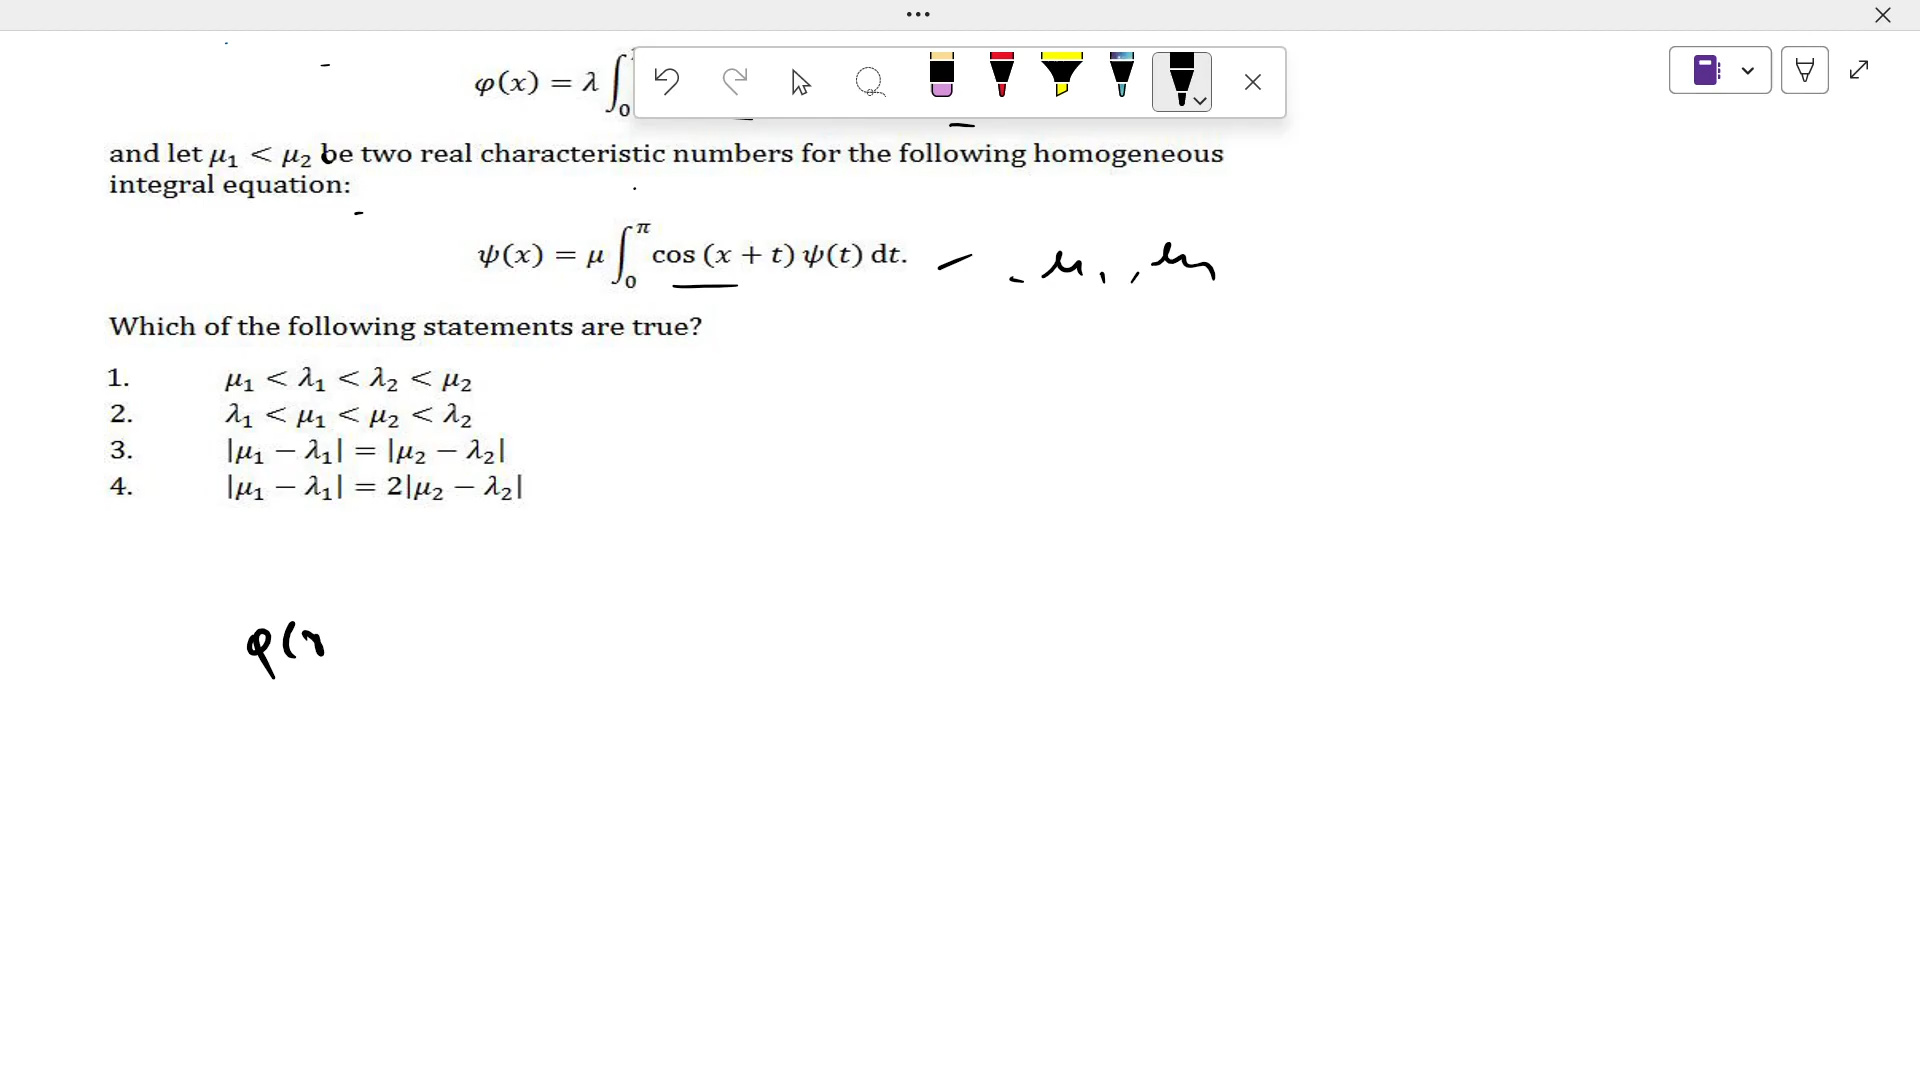 φ(x) = λ ∫₀
and let μ₁ < μ₂ be two real characteristic numbers for the following homogeneous
integral equation:
ψ(x) = μ ∫₀^π cos (x + t) ψ(t) dt.
Which of the following statements are true?
1. μ₁ < λ₁ < λ₂ < μ₂
2. λ₁ < μ₁ < μ₂ < λ₂
3. |μ₁ − λ₁| = |μ₂ − λ₂|
4. |μ₁ − λ₁| = 2|μ₂ − λ₂|
φ(x